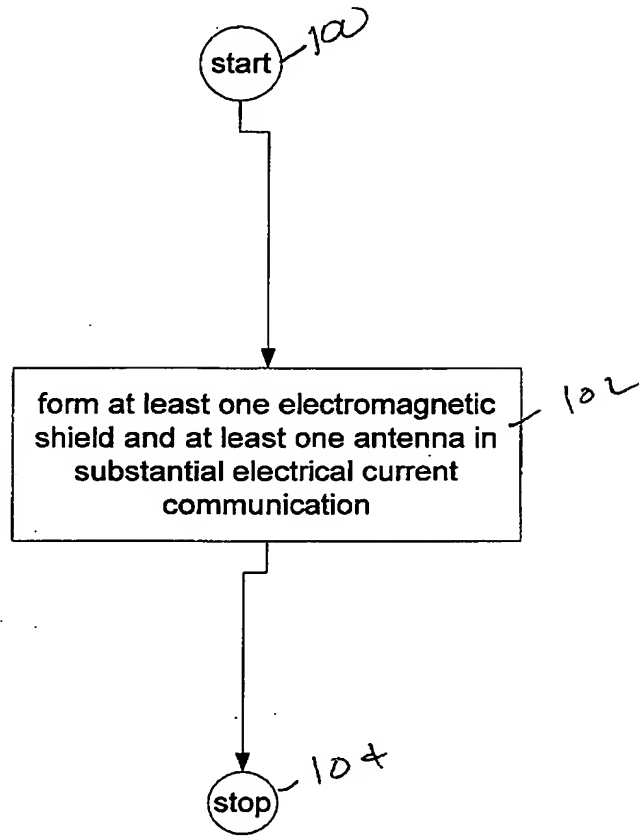 start
100
form at least one electromagnetic
shield and at least one antenna in
substantial electrical current
communication
102
stop
104